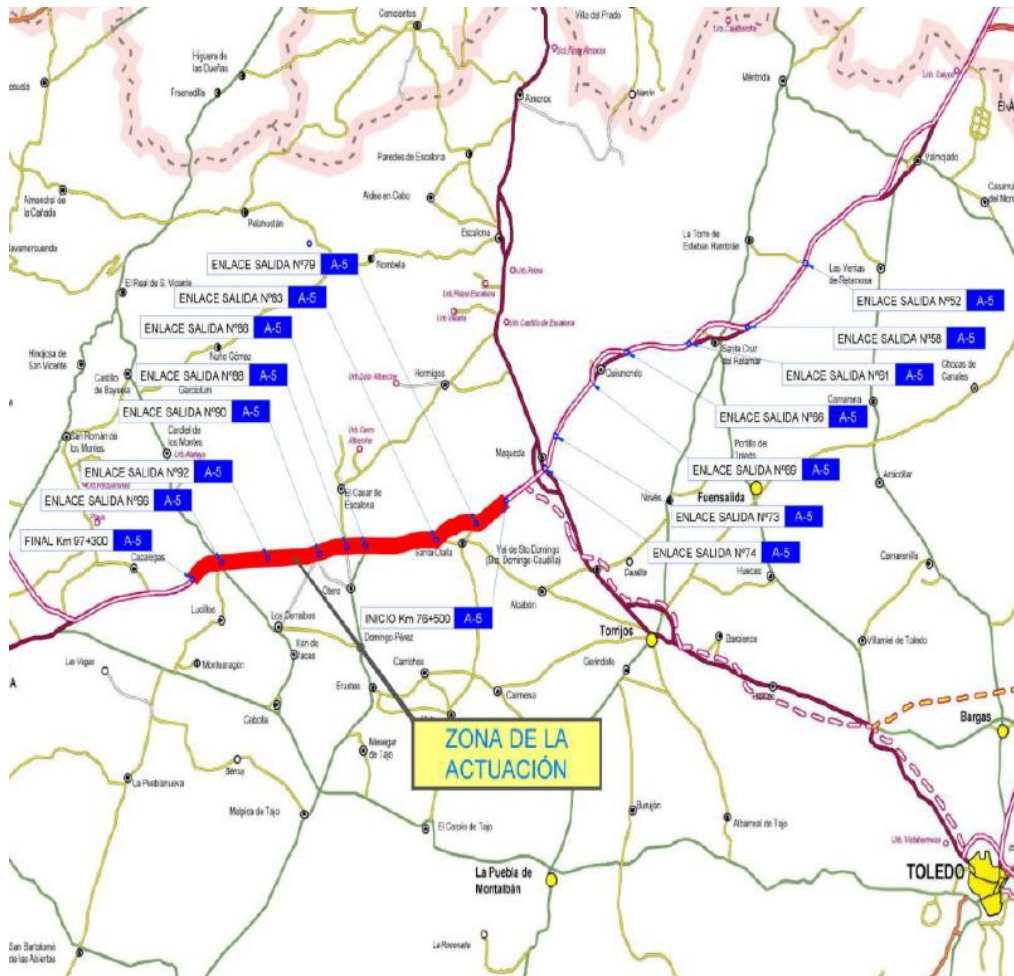 Cenicientos
Villa del Prado
Higuera de
las Dueñas
Fresnedilla
Méntrida
Almorox
Valmojado
Paredes de Escalona
Almendral de
la Cañada
Aldea en Cabo
Pelahustán
Escalona
La Torre de
Esteban Hambrán
Las Ventas
de Retamosa
Nombela
ENLACE SALIDA Nº79 A-5
El Real de S. Vicente
ENLACE SALIDA Nº83 A-5
ENLACE SALIDA Nº52 A-5
Urb. Castillo de Escalona
ENLACE SALIDA Nº86 A-5
ENLACE SALIDA Nº58 A-5
Santa Cruz
del Retamar
Hinojosa de
San Vicente
Nuño Gómez
Chozas de
Canales
Quismondo
ENLACE SALIDA Nº88 A-5
ENLACE SALIDA Nº61 A-5
Hormigos
Castillo
de Bayuela
Garciotum
Camarena
ENLACE SALIDA Nº90 A-5
ENLACE SALIDA Nº66 A-5
Cardiel de
los Montes
San Román de
los Montes
Portillo de
Toledo
Maqueda
ENLACE SALIDA Nº92 A-5
ENLACE SALIDA Nº69 A-5
Arcicóllar
El Casar de
Escalona
Novés
Fuensalida
ENLACE SALIDA Nº96 A-5
ENLACE SALIDA Nº73 A-5
FINAL Km 97+300 A-5
ENLACE SALIDA Nº74 A-5
Cazalegas
Santa Olalla
Val de Sto Domingo
(Sto. Domingo-Caudilla)
Caudilla
Camarenilla
Huecas
Otero
Alcabón
Lucillos
INICIO Km 76+500 A-5
Los Cerralbos
Domingo Pérez
Torrijos
Barcience
Villamiel de Toledo
Illán de
Vacas
Montearagón
Las Vegas
Carriches
Gerindote
Erustes
Carmena
Cebolla
Bargas
ZONA DE LA
ACTUACIÓN
Mesegar
de Tajo
La Pueblanueva
Bernuy
Malpica de Tajo
El Carpio de Tajo
Burujón
Albarreal de Tajo
TOLEDO
La Puebla de
Montalbán
La Rinconada
San Bartolomé
de las Abiertas